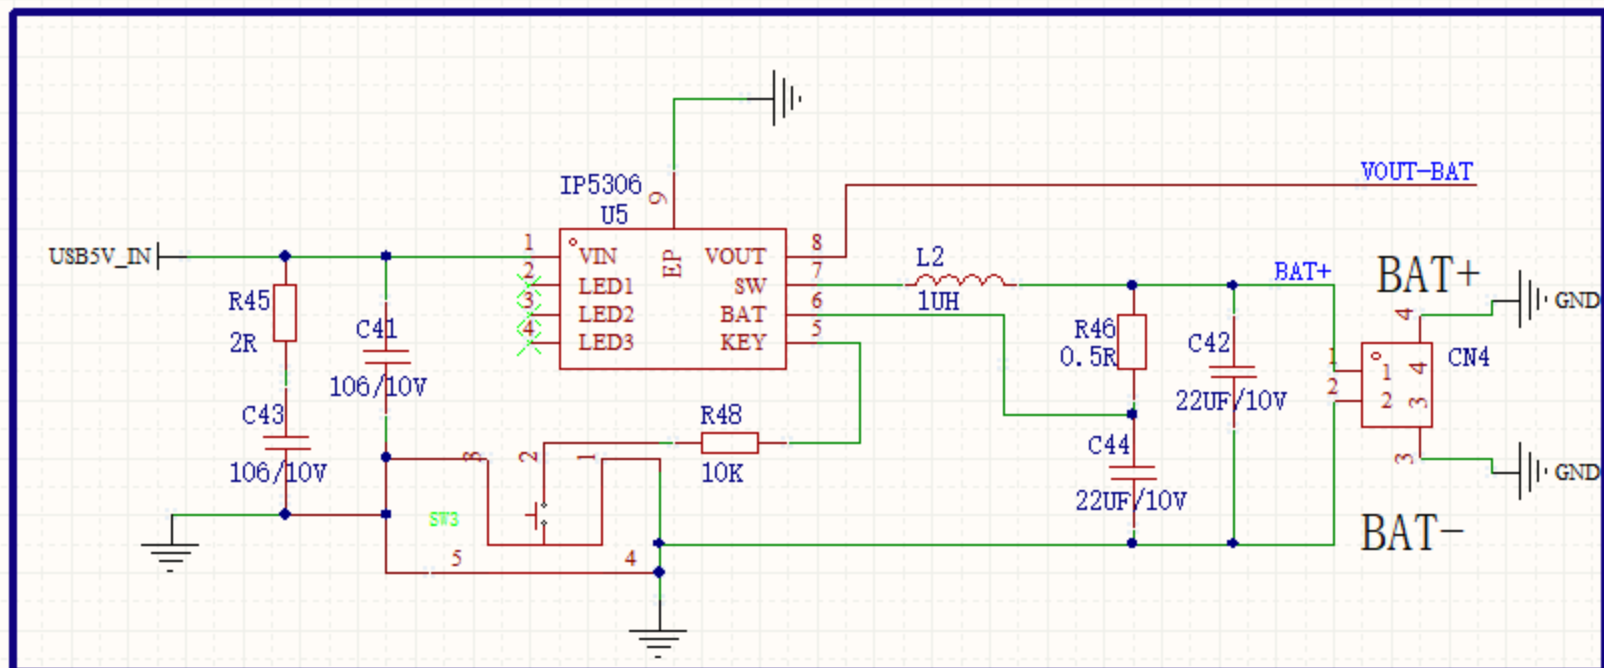 VOUT-BAT
IP5306
U5
9
EP
USB5V_IN
1 VIN
2 LED1
3 LED2
4 LED3
VOUT 8
SW 7
BAT 6
KEY 5
L2
1UH
BAT+
BAT+
GND
R45
2R
C41
106/10V
C43
106/10V
R46
0.5R
C42
22UF/10V
4
1
2
1
2
4
3
CN4
3
GND
BAT-
R48
10K
C44
22UF/10V
3
2
1
SW3
5
4